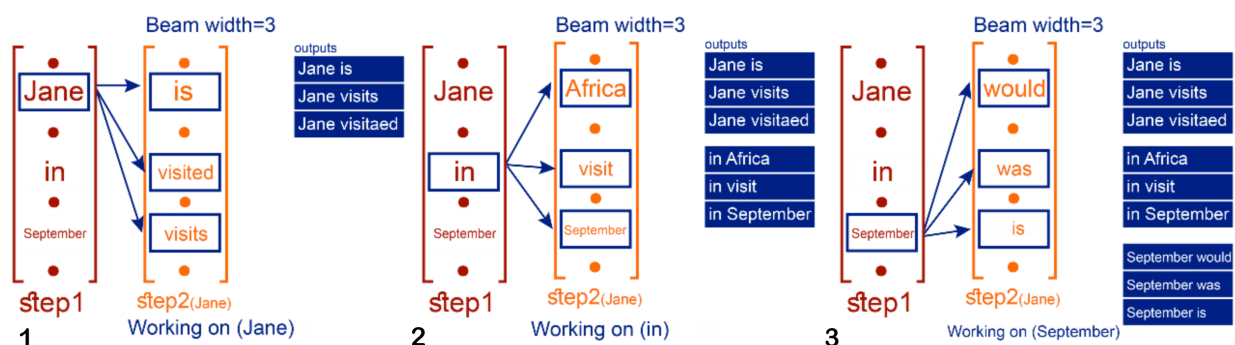 Beam width=3
outputs
Jane
in
September
is
visited
visits
Jane is
Jane visits
Jane visitaed
step1
step2(Jane)
1
Working on (Jane)
Beam width=3
outputs
Jane
in
September
Africa
visit
September
Jane is
Jane visits
Jane visitaed
in Africa
in visit
in September
step1
step2(Jane)
2
Working on (in)
Beam width=3
outputs
Jane
in
September
would
was
is
Jane is
Jane visits
Jane visitaed
in Africa
in visit
in September
September would
September was
September is
step1
step2(Jane)
3
Working on (September)